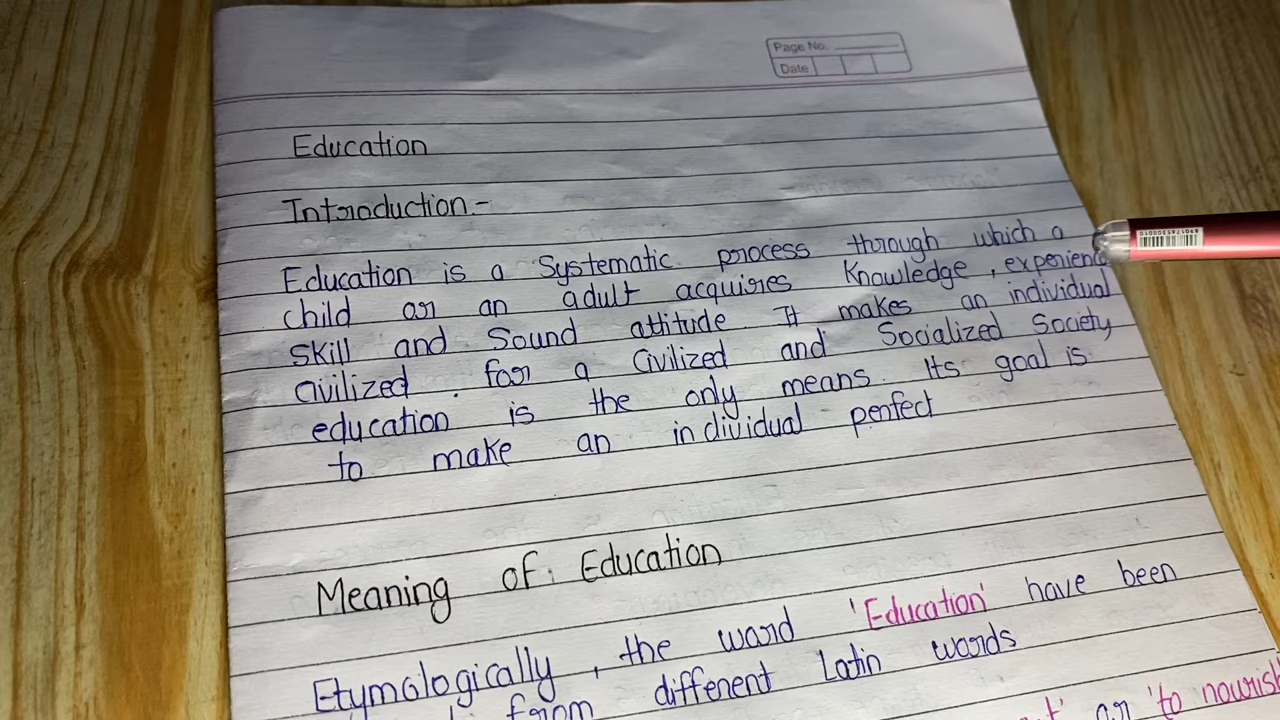 Page No.
Date
Education
Introduction:-
Education is a Systematic process through which a
child or an adult acquires Knowledge, experience
skill and Sound attitude. It makes an individual
civilized. for a Civilized and Socialized Society
education is the only means. Its goal is
to make an individual perfect
Meaning of Education
Etymologically, the word 'Education' have been
from different Latin words
or 'to nourish